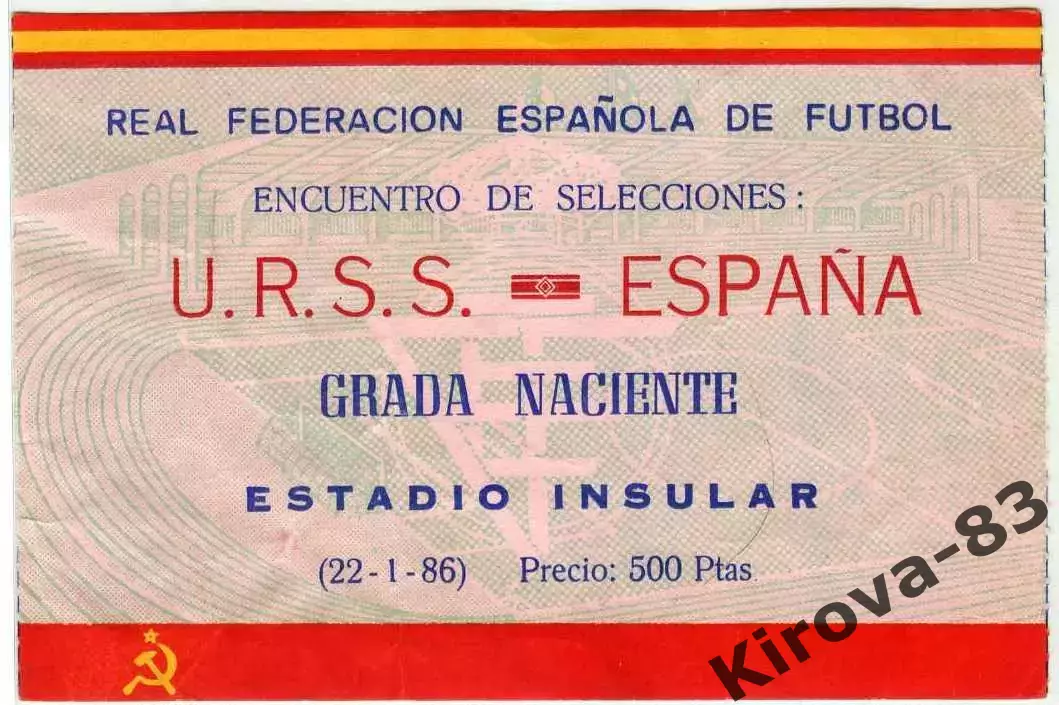 REAL FEDERACION ESPAÑOLA DE FUTBOL
ENCUENTRO DE SELECCIONES:
U.R.S.S. ESPAÑA
GRADA NACIENTE
ESTADIO INSULAR
(22-1-86) Precio: 500 Ptas
Kirova-83